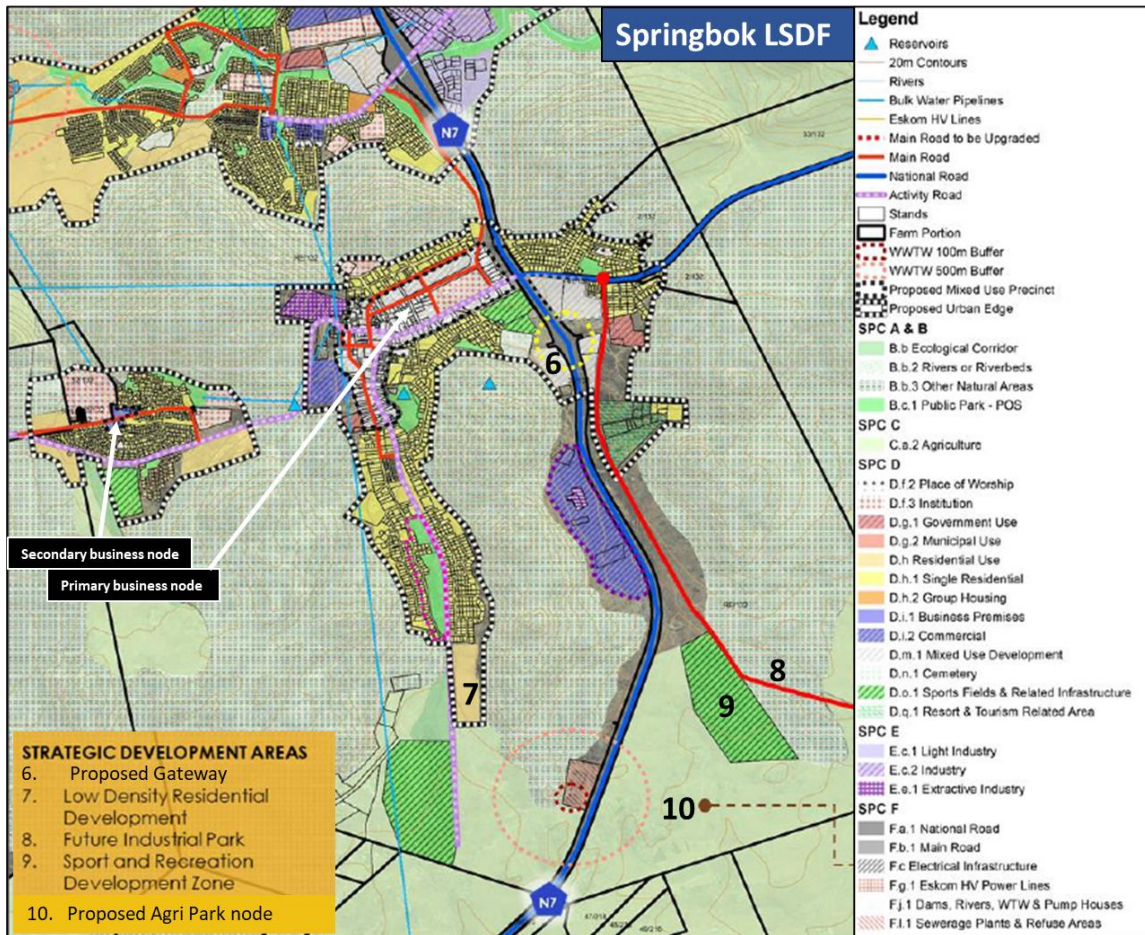 Springbok LSDF
N7
6
7
8
9
10
N7
Secondary business node
Primary business node
STRATEGIC DEVELOPMENT AREAS
6. Proposed Gateway
7. Low Density Residential
Development
8. Future Industrial Park
9. Sport and Recreation
Development Zone
10. Proposed Agri Park node
Legend
Reservoirs
20m Contours
Rivers
Bulk Water Pipelines
Eskom HV Lines
Main Road to be Upgraded
Main Road
National Road
Activity Road
Stands
Farm Portion
WWTW 100m Buffer
WWTW 500m Buffer
Proposed Mixed Use Precinct
Proposed Urban Edge
SPC A & B
B.b Ecological Corridor
B.b.2 Rivers or Riverbeds
B.b.3 Other Natural Areas
B.c.1 Public Park - POS
SPC C
C.a.2 Agriculture
SPC D
D.f.2 Place of Worship
D.f.3 Institution
D.g.1 Government Use
D.g.2 Municipal Use
D.h Residential Use
D.h.1 Single Residential
D.h.2 Group Housing
D.i.1 Business Premises
D.i.2 Commercial
D.m.1 Mixed Use Development
D.n.1 Cemetery
D.o.1 Sports Fields & Related Infrastructure
D.q.1 Resort & Tourism Related Area
SPC E
E.c.1 Light Industry
E.c.2 Industry
E.e.1 Extractive Industry
SPC F
F.a.1 National Road
F.b.1 Main Road
F.c Electrical Infrastructure
F.g.1 Eskom HV Power Lines
F.j.1 Dams, Rivers, WTW & Pump Houses
F.l.1 Sewerage Plants & Refuse Areas